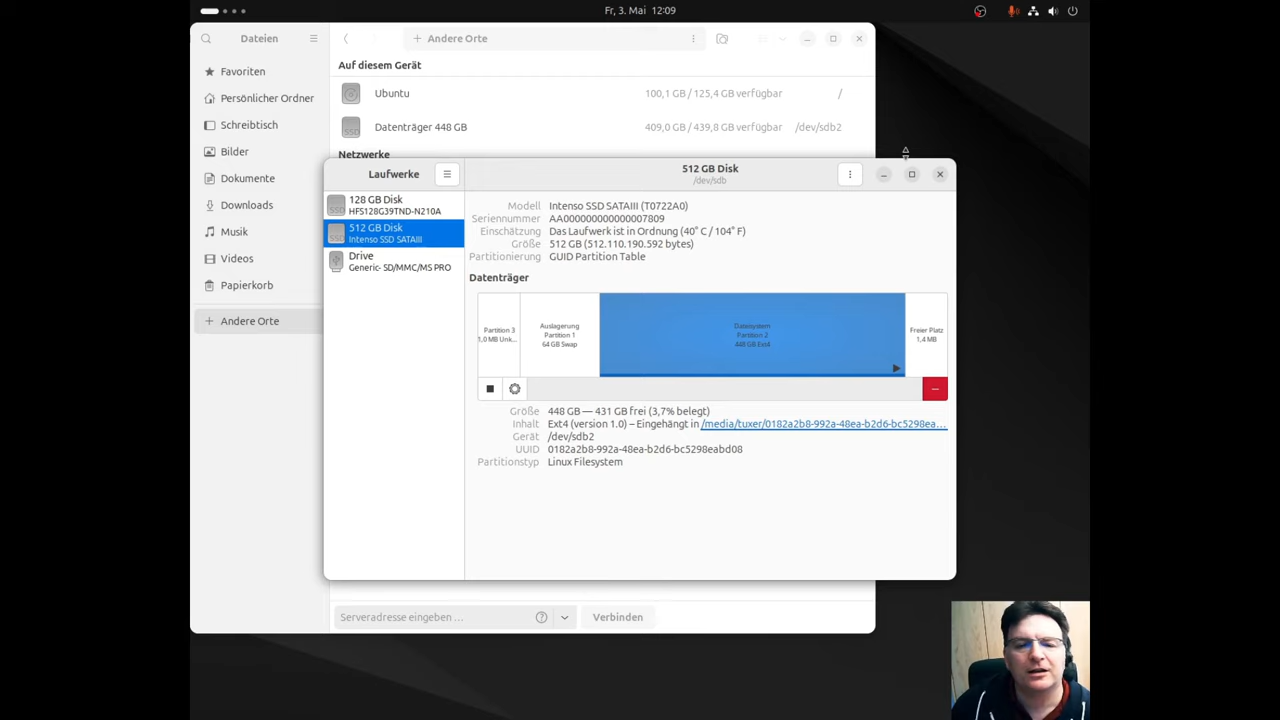 Fr, 3. Mai 12:09
Dateien
Andere Orte
Favoriten
Persönlicher Ordner
Schreibtisch
Bilder
Dokumente
Downloads
Musik
Videos
Papierkorb
Andere Orte
Auf diesem Gerät
Ubuntu 100,1 GB / 125,4 GB verfügbar /
Datenträger 448 GB 409,0 GB / 439,8 GB verfügbar /dev/sdb2
Netzwerke
Laufwerke
512 GB Disk
/dev/sdb
128 GB Disk
HFS128G39TND-N210A
512 GB Disk
Intenso SSD SATAIII
Drive
Generic- SD/MMC/MS PRO
Modell Intenso SSD SATAIII (T0722A0)
Seriennummer AA000000000000007809
Einschätzung Das Laufwerk ist in Ordnung (40° C / 104° F)
Größe 512 GB (512.110.190.592 bytes)
Partitionierung GUID Partition Table
Datenträger
Partition 3
1,0 MB Unk…
Auslagerung
Partition 1
64 GB Swap
Dateisystem
Partition 2
448 GB Ext4
Freier Platz
1,4 MB
Größe 448 GB — 431 GB frei (3,7% belegt)
Inhalt Ext4 (version 1.0) – Eingehängt in /media/tuxer/0182a2b8-992a-48ea-b2d6-bc5298ea…
Gerät /dev/sdb2
UUID 0182a2b8-992a-48ea-b2d6-bc5298eabd08
Partitionstyp Linux Filesystem
Serveradresse eingeben …
Verbinden